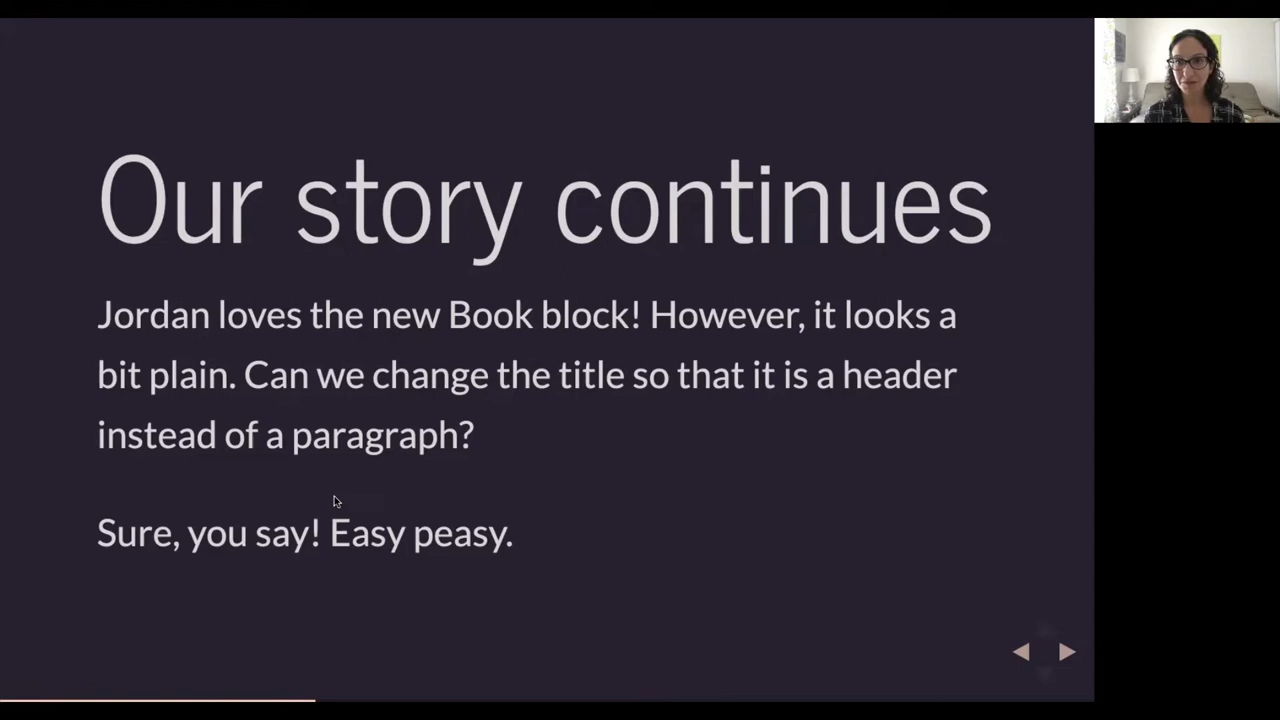 Our story continues
Jordan loves the new Book block! However, it looks a
bit plain. Can we change the title so that it is a header
instead of a paragraph?
Sure, you say! Easy peasy.